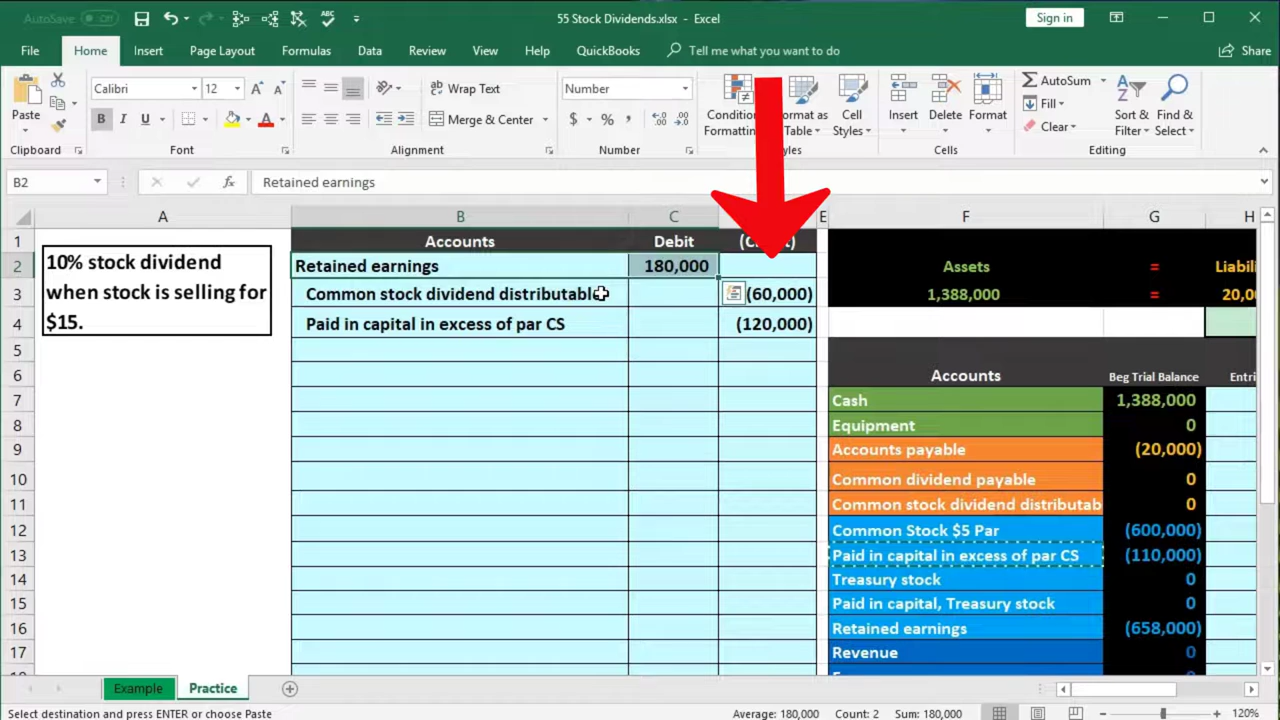 AutoSave Off
55 Stock Dividends.xlsx - Excel
Sign in
File Home Insert Page Layout Formulas Data Review View Help QuickBooks Tell me what you want to do Share
Calibri 12 Wrap Text Number AutoSum
Paste B I U Merge & Center $ % Formatting Table Cell Styles Insert Delete Format Fill Clear Sort & Filter Find & Select
Clipboard Font Alignment Number Cells Editing
B2 fx Retained earnings
A B C E F G H
1 Accounts Debit
2 Retained earnings 180,000 Assets =
3 Common stock dividend distributable (60,000) 1,388,000 =
4 Paid in capital in excess of par CS (120,000)
10% stock dividend
when stock is selling for
$15.
5
6 Accounts Beg Trial Balance
7 Cash 1,388,000
8 Equipment 0
9 Accounts payable (20,000)
10 Common dividend payable 0
11 Common stock dividend distributab 0
12 Common Stock $5 Par (600,000)
13 Paid in capital in excess of par CS (110,000)
14 Treasury stock 0
15 Paid in capital, Treasury stock 0
16 Retained earnings (658,000)
17 Revenue 0
Example Practice
Select destination and press ENTER or choose Paste Average: 180,000 Count: 2 Sum: 180,000 120%